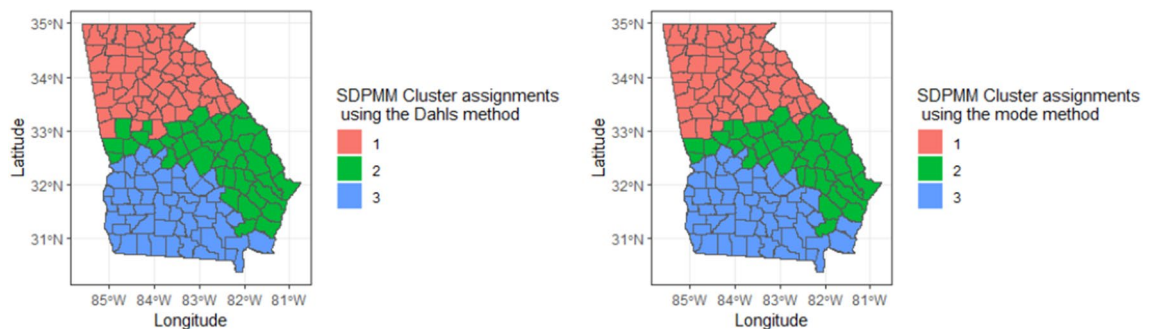 35°N
34°N
33°N
32°N
31°N
Latitude
85°W 84°W 83°W 82°W 81°W
Longitude
SDPMM Cluster assignments
using the Dahls method
1
2
3
35°N
34°N
33°N
32°N
31°N
Latitude
85°W 84°W 83°W 82°W 81°W
Longitude
SDPMM Cluster assignments
using the mode method
1
2
3